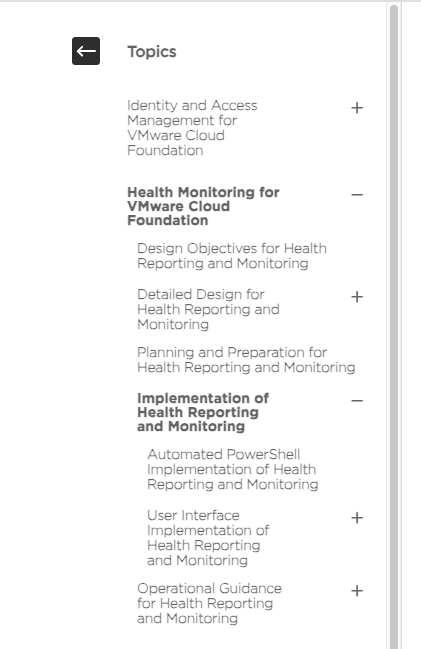 Topics
Identity and Access
Management for
VMware Cloud
Foundation
Health Monitoring for
VMware Cloud
Foundation
Design Objectives for Health
Reporting and Monitoring
Detailed Design for
Health Reporting and
Monitoring
Planning and Preparation for
Health Reporting and Monitoring
Implementation of
Health Reporting
and Monitoring
Automated PowerShell
Implementation of Health
Reporting and Monitoring
User Interface
Implementation of
Health Reporting
and Monitoring
Operational Guidance
for Health Reporting
and Monitoring